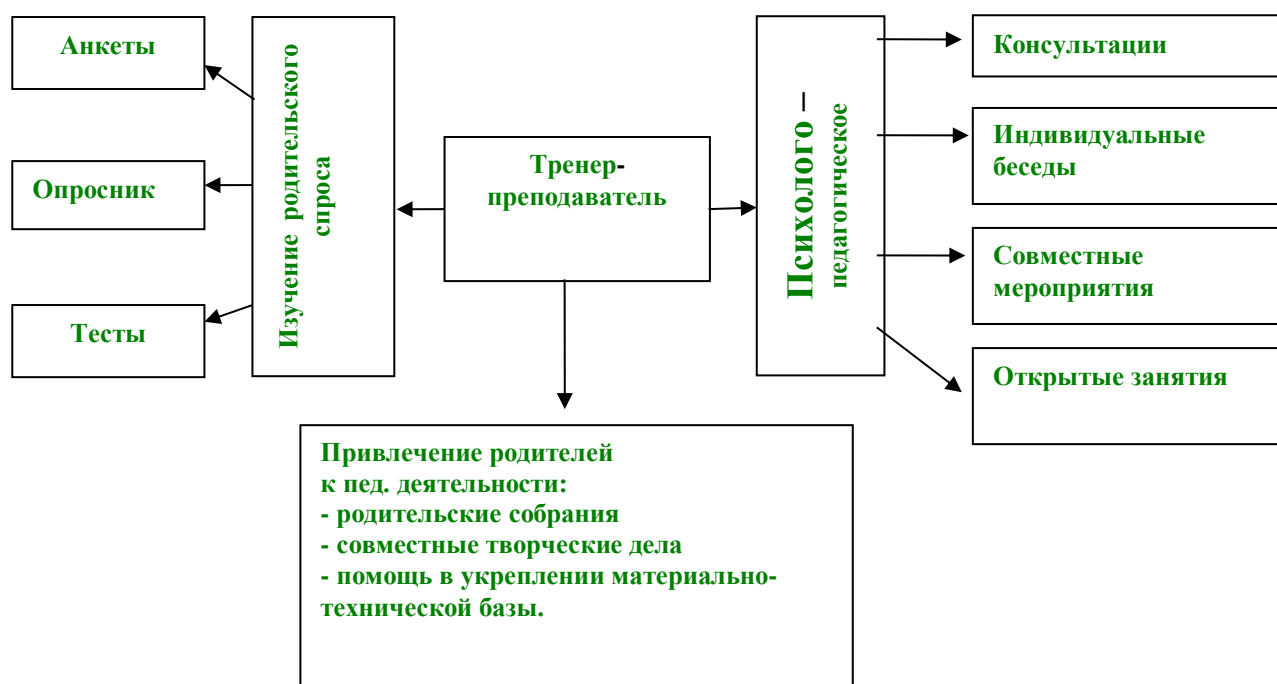 Анкеты
Опросник
Тесты
Изучение родительского
спроса
Тренер-
преподаватель
Психолого –
педагогическое
Консультации
Индивидуальные
беседы
Совместные
мероприятия
Открытые занятия
Привлечение родителей
к пед. деятельности:
- родительские собрания
- совместные творческие дела
- помощь в укреплении материально-
технической базы.